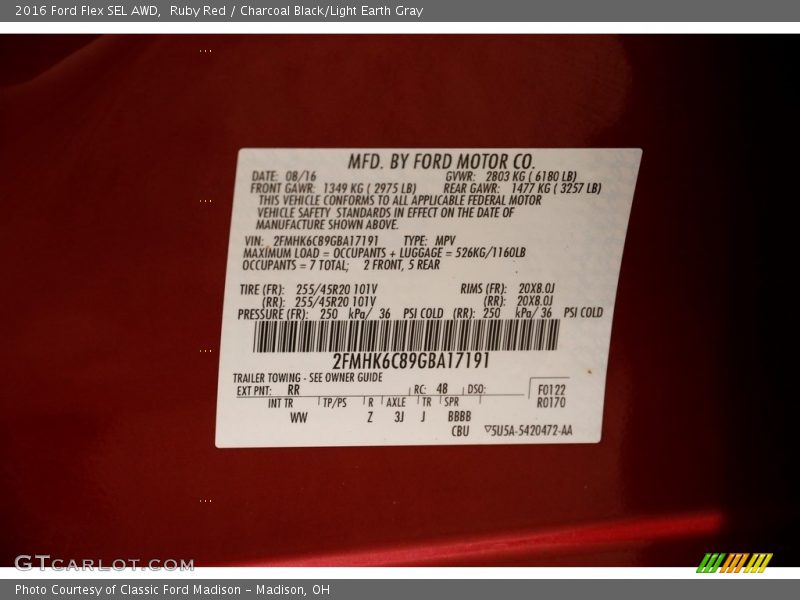 2016 Ford Flex SEL AWD,  Ruby Red / Charcoal Black/Light Earth Gray
MFD. BY FORD MOTOR CO.
DATE: 08/16 GVWR: 2803 KG ( 6180 LB)
FRONT GAWR: 1349 KG ( 2975 LB) REAR GAWR: 1477 KG ( 3257 LB)
THIS VEHICLE CONFORMS TO ALL APPLICABLE FEDERAL MOTOR
VEHICLE SAFETY STANDARDS IN EFFECT ON THE DATE OF
MANUFACTURE SHOWN ABOVE.
VIN: 2FMHK6C89GBA17191 TYPE: MPV
MAXIMUM LOAD = OCCUPANTS + LUGGAGE = 526KG/1160LB
OCCUPANTS = 7 TOTAL; 2 FRONT, 5 REAR
TIRE (FR): 255/45R20 101V RIMS (FR): 20X8.0J
(RR): 255/45R20 101V (RR): 20X8.0J
PRESSURE (FR): 250 kPa/ 36 PSI COLD (RR): 250 kPa/ 36 PSI COLD
2FMHK6C89GBA17191
TRAILER TOWING - SEE OWNER GUIDE
EXT PNT: RR RC: 48 DSO: F0122
INT TR TP/PS R AXLE TR SPR R0170
WW Z 3J J BBBB
CBU ▽5U5A-5420472-AA
GTCARLOT.COM
Photo Courtesy of Classic Ford Madison - Madison, OH